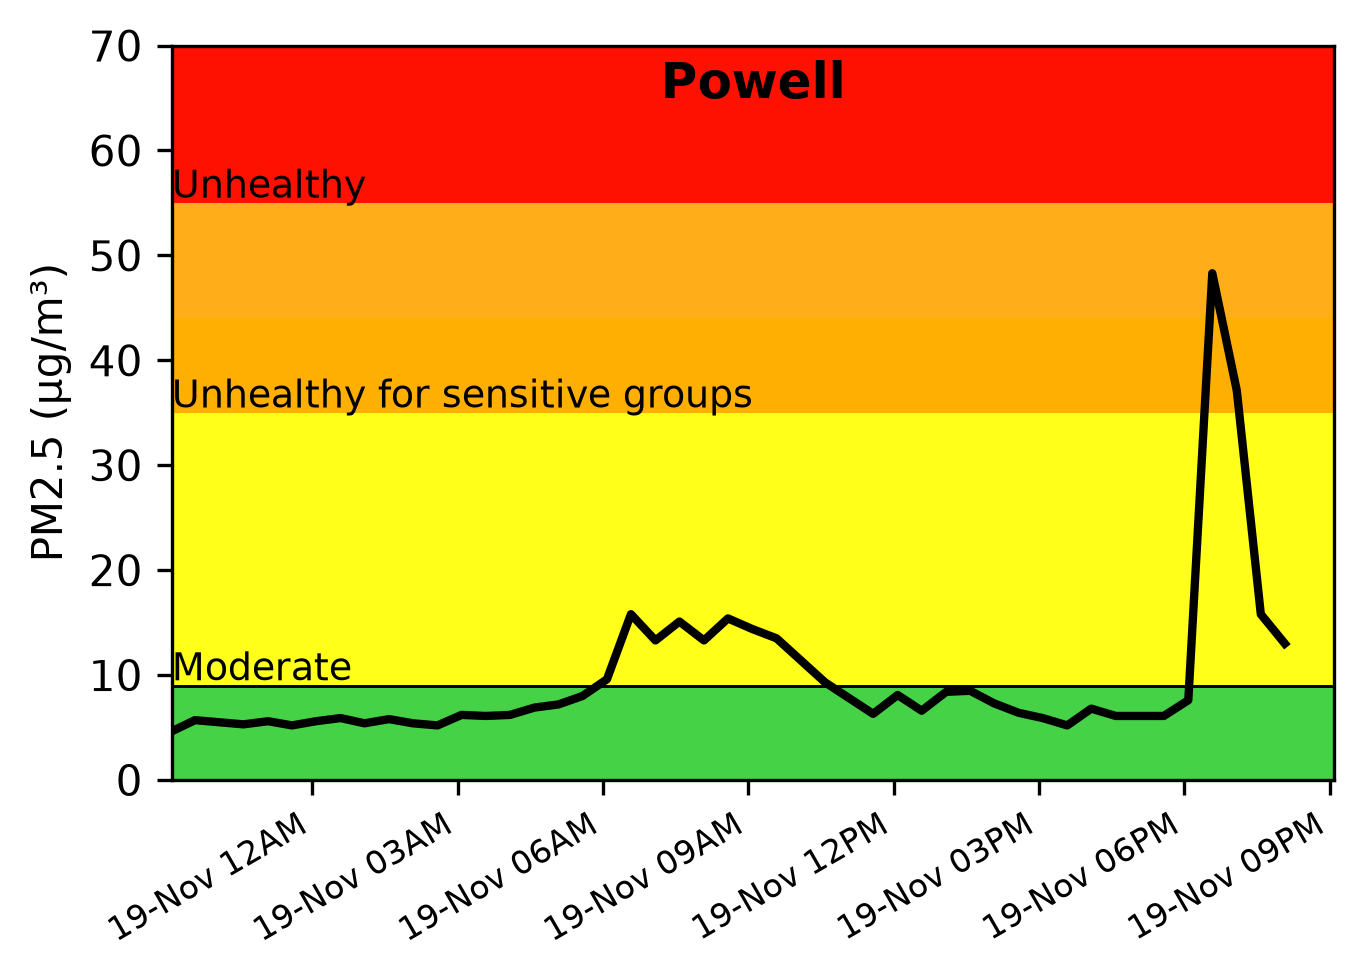 Powell
PM2.5 (µg/m³)
70
60
50
40
30
20
10
0
Unhealthy
Unhealthy for sensitive groups
Moderate
19-Nov 12AM
19-Nov 03AM
19-Nov 06AM
19-Nov 09AM
19-Nov 12PM
19-Nov 03PM
19-Nov 06PM
19-Nov 09PM